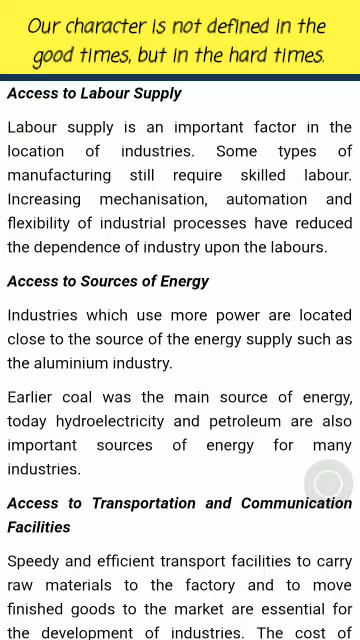 Our character is not defined in the
good times, but in the hard times.
Access to Labour Supply
Labour supply is an important factor in the
location of industries. Some types of
manufacturing still require skilled labour.
Increasing mechanisation, automation and
flexibility of industrial processes have reduced
the dependence of industry upon the labours.
Access to Sources of Energy
Industries which use more power are located
close to the source of the energy supply such as
the aluminium industry.
Earlier coal was the main source of energy,
today hydroelectricity and petroleum are also
important sources of energy for many
industries.
Access to Transportation and Communication
Facilities
Speedy and efficient transport facilities to carry
raw materials to the factory and to move
finished goods to the market are essential for
the development of industries. The cost of